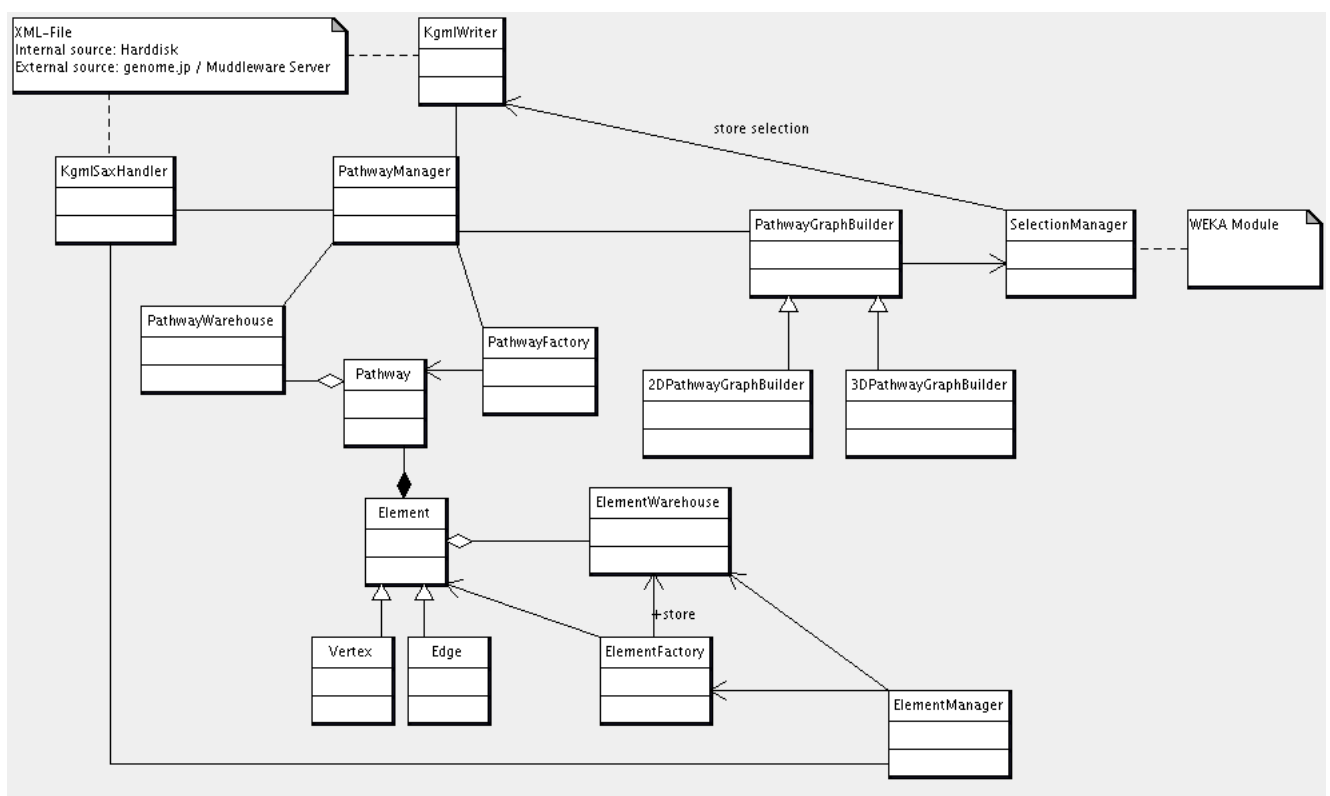 XML-File
Internal source: Harddisk
External source: genome.jp / Muddleware Server
KgmlWriter
store selection
KgmlSaxHandler
PathwayManager
PathwayGraphBuilder
SelectionManager
WEKA Module
PathwayWarehouse
PathwayFactory
Pathway
2DPathwayGraphBuilder
3DPathwayGraphBuilder
Element
ElementWarehouse
+store
Vertex
Edge
ElementFactory
ElementManager